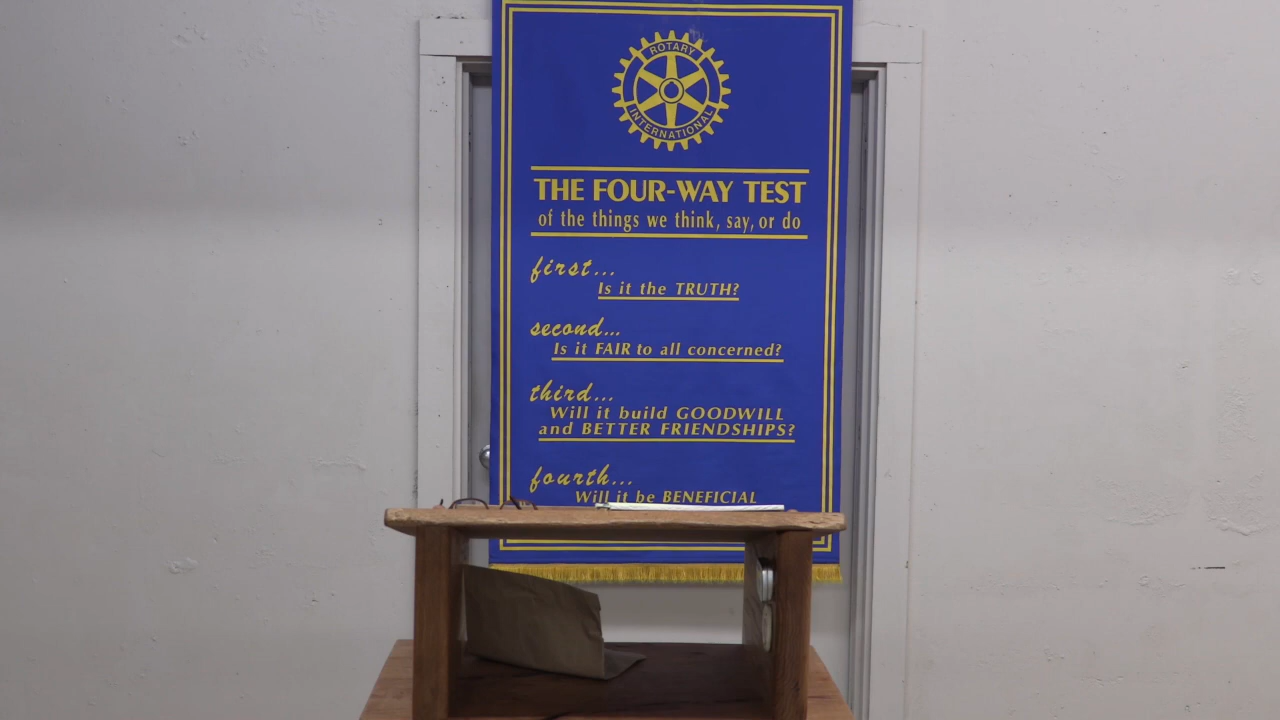 ROTARY
INTERNATIONAL
THE FOUR-WAY TEST
of the things we think, say, or do
first...
Is it the TRUTH?
second...
Is it FAIR to all concerned?
third...
Will it build GOODWILL
and BETTER FRIENDSHIPS?
fourth...
Will it be BENEFICIAL